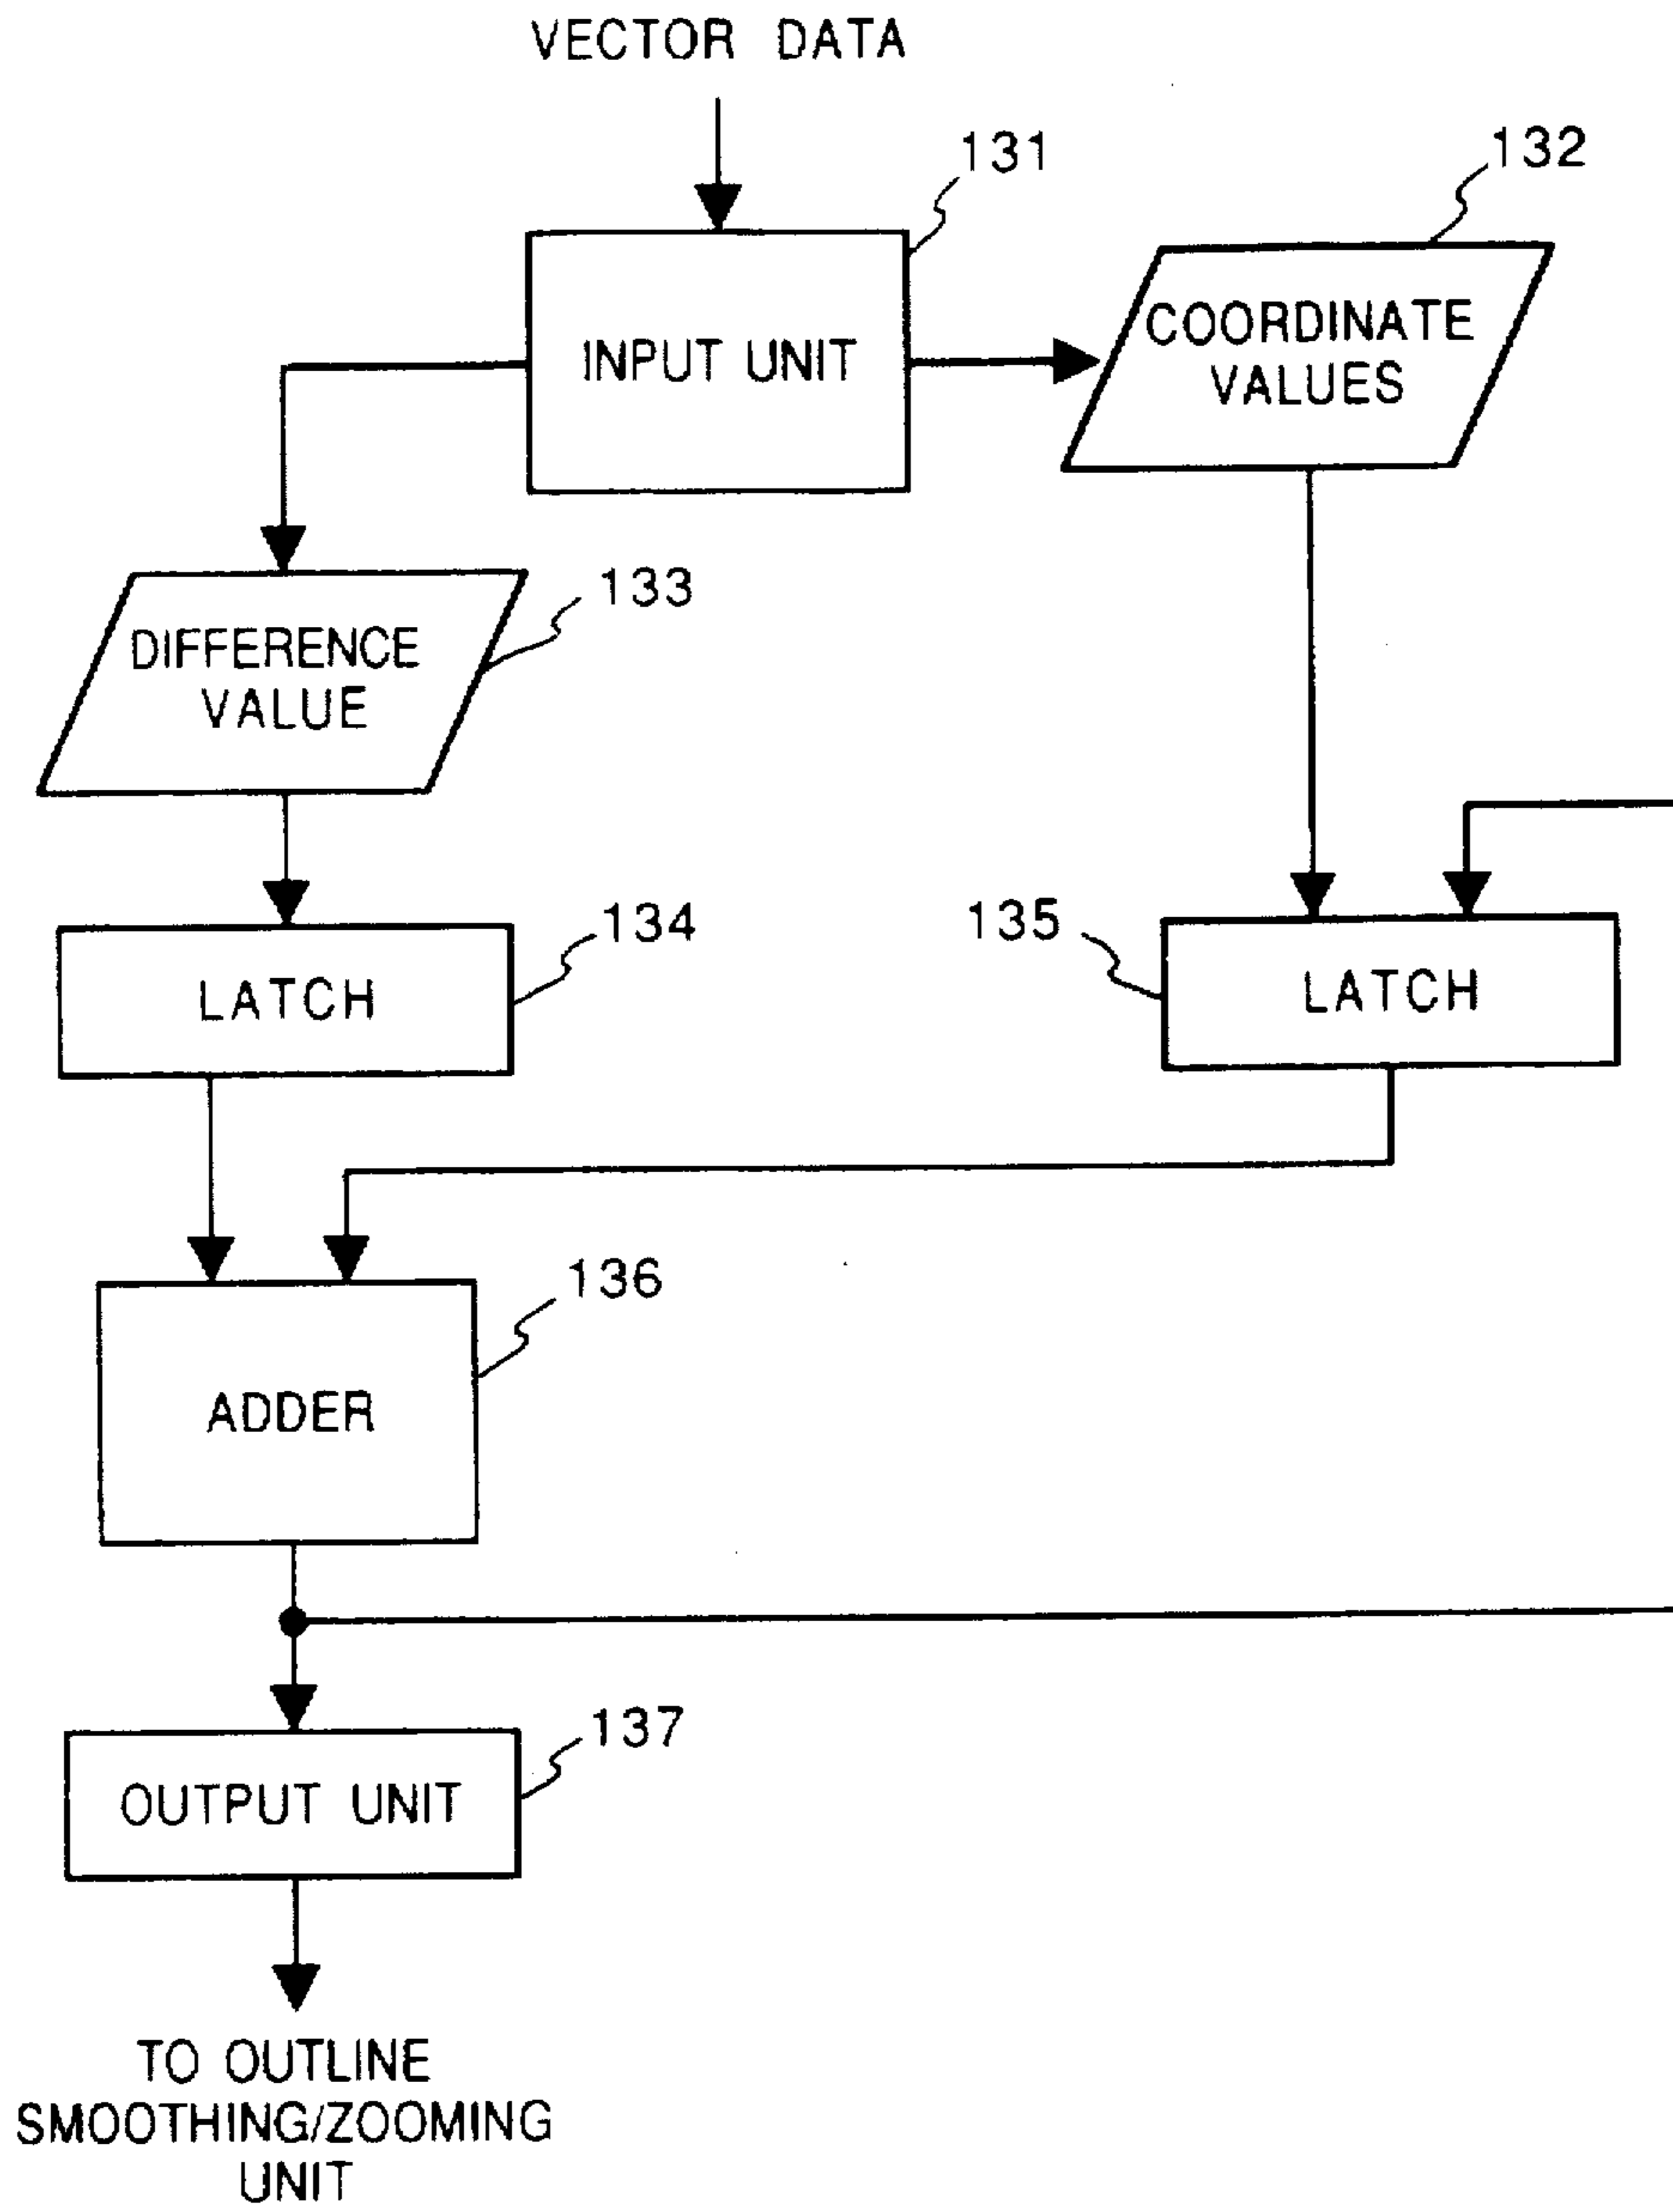 VECTOR DATA
131
132
INPUT UNIT
COORDINATE
VALUES
133
DIFFERENCE
VALUE
134
135
LATCH
LATCH
136
ADDER
137
OUTPUT UNIT
TO OUTLINE
SMOOTHING/ZOOMING
UNIT